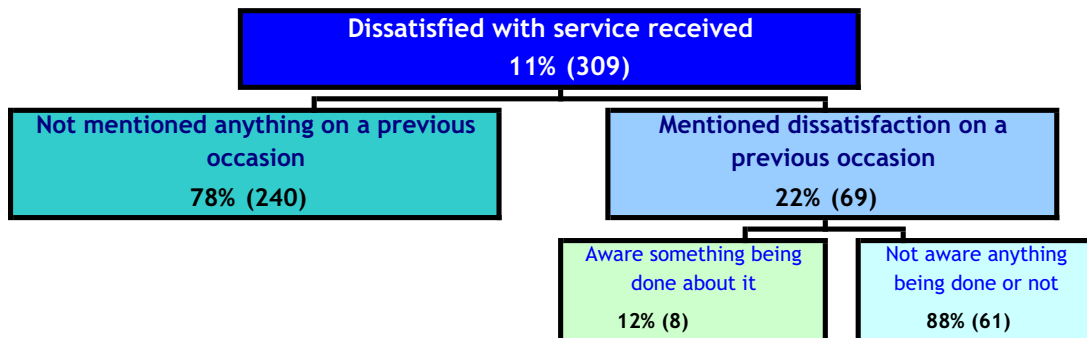 Dissatisfied with service received
11% (309)
Not mentioned anything on a previous
occasion
78% (240)
Mentioned dissatisfaction on a
previous occasion
22% (69)
Aware something being
done about it
12% (8)
Not aware anything
being done or not
88% (61)